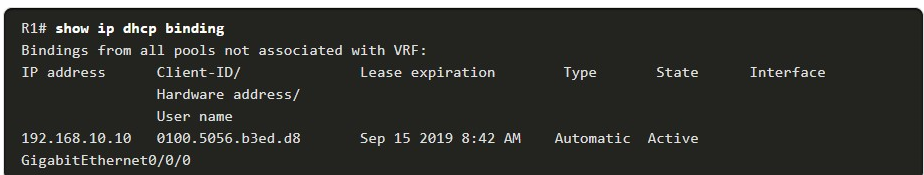 R1# show ip dhcp binding
Bindings from all pools not associated with VRF:
IP address Client-ID/ Lease expiration Type State Interface
Hardware address/
User name
192.168.10.10 0100.5056.b3ed.d8 Sep 15 2019 8:42 AM Automatic Active
GigabitEthernet0/0/0